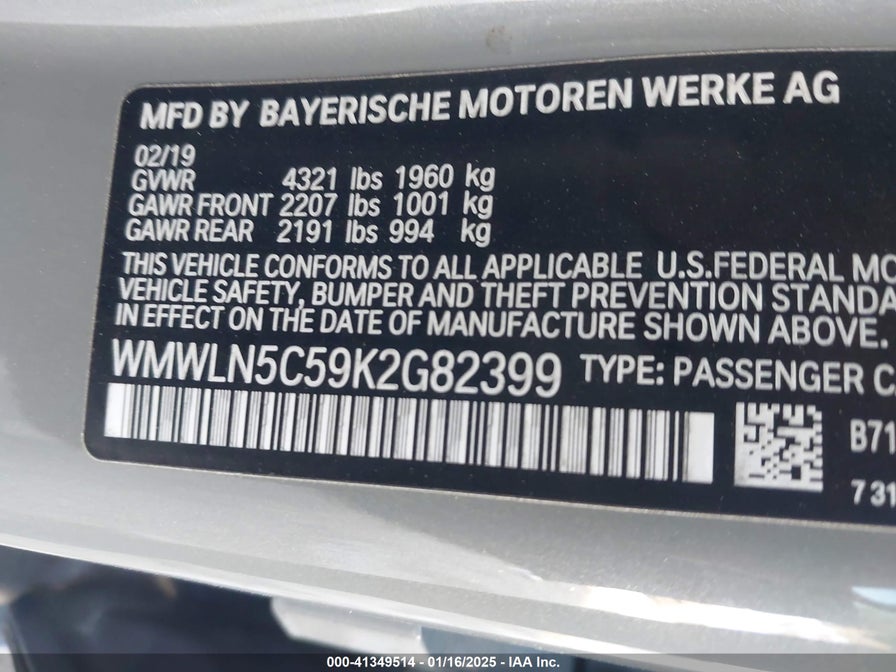 MFD BY BAYERISCHE MOTOREN WERKE AG
02/19
GVWR 4321 lbs 1960 kg
GAWR FRONT 2207 lbs 1001 kg
GAWR REAR 2191 lbs 994 kg
THIS VEHICLE CONFORMS TO ALL APPLICABLE U.S.FEDERAL MO
VEHICLE SAFETY, BUMPER AND THEFT PREVENTION STANDA
IN EFFECT ON THE DATE OF MANUFACTURE SHOWN ABOVE.
WMWLN5C59K2G82399 TYPE: PASSENGER C
B71
7 31
000-41349514 - 01/16/2025 - IAA Inc.